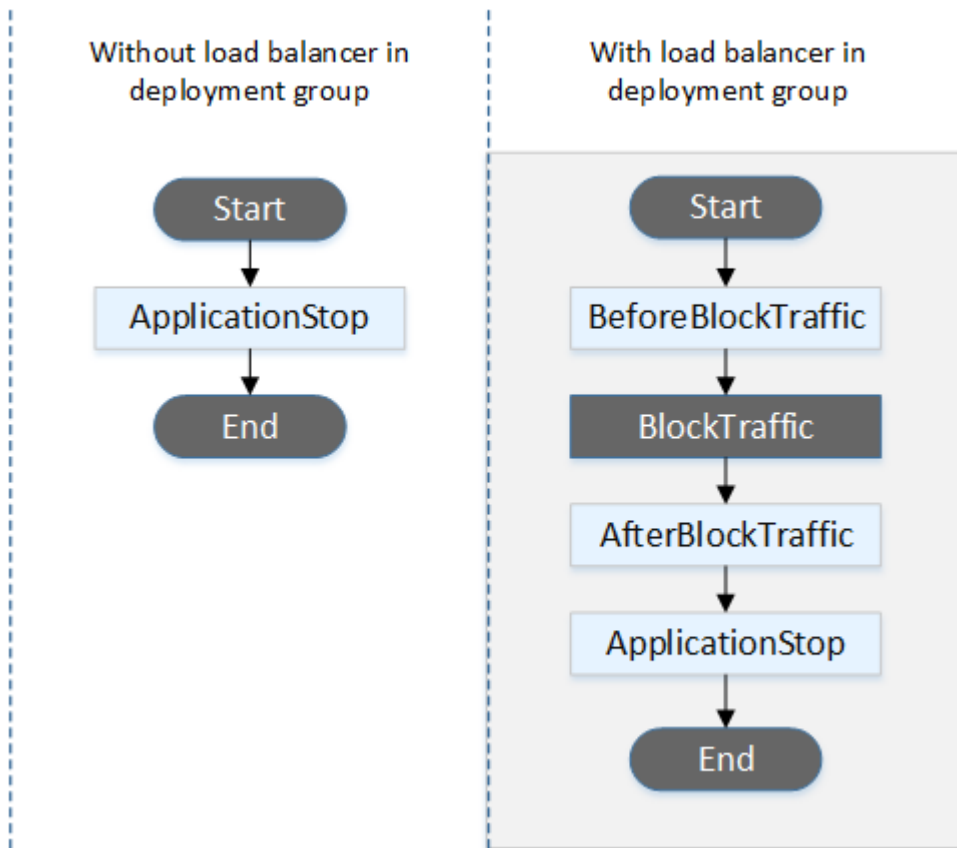 Without load balancer in
deployment group
Start
ApplicationStop
End
With load balancer in
deployment group
Start
BeforeBlockTraffic
BlockTraffic
AfterBlockTraffic
ApplicationStop
End